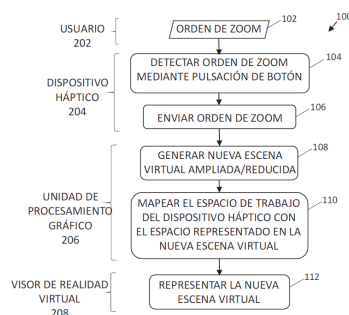 100
USUARIO
202
ORDEN DE ZOOM
102
DISPOSITIVO
HÁPTICO
204
DETECTAR ORDEN DE ZOOM
MEDIANTE PULSACIÓN DE BOTÓN
104
ENVIAR ORDEN DE ZOOM
106
UNIDAD DE
PROCESAMIENTO
GRÁFICO
206
GENERAR NUEVA ESCENA
VIRTUAL AMPLIADA/REDUCIDA
108
MAPEAR EL ESPACIO DE TRABAJO
DEL DISPOSITIVO HÁPTICO CON
EL ESPACIO REPRESENTADO EN LA
NUEVA ESCENA VIRTUAL
110
VISOR DE REALIDAD
VIRTUAL
208
REPRESENTAR LA NUEVA
ESCENA VIRTUAL
112